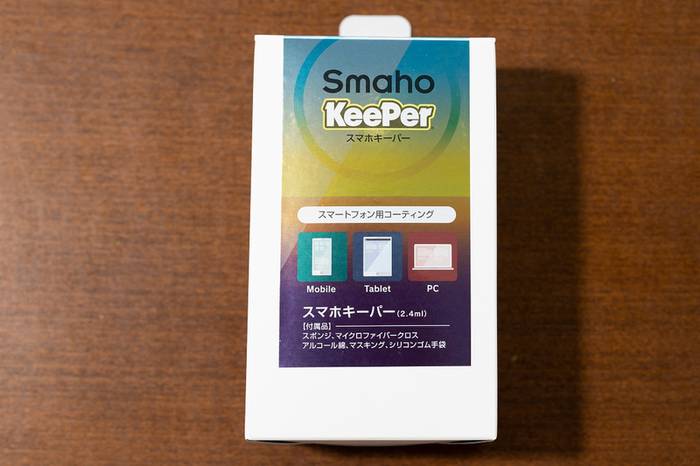 Smaho
KeePer
スマホキーパー
スマートフォン用コーティング
Mobile Tablet PC
スマホキーパー(2.4ml)
【付属品】
スポンジ、マイクロファイバークロス
アルコール綿、マスキング、シリコンゴム手袋